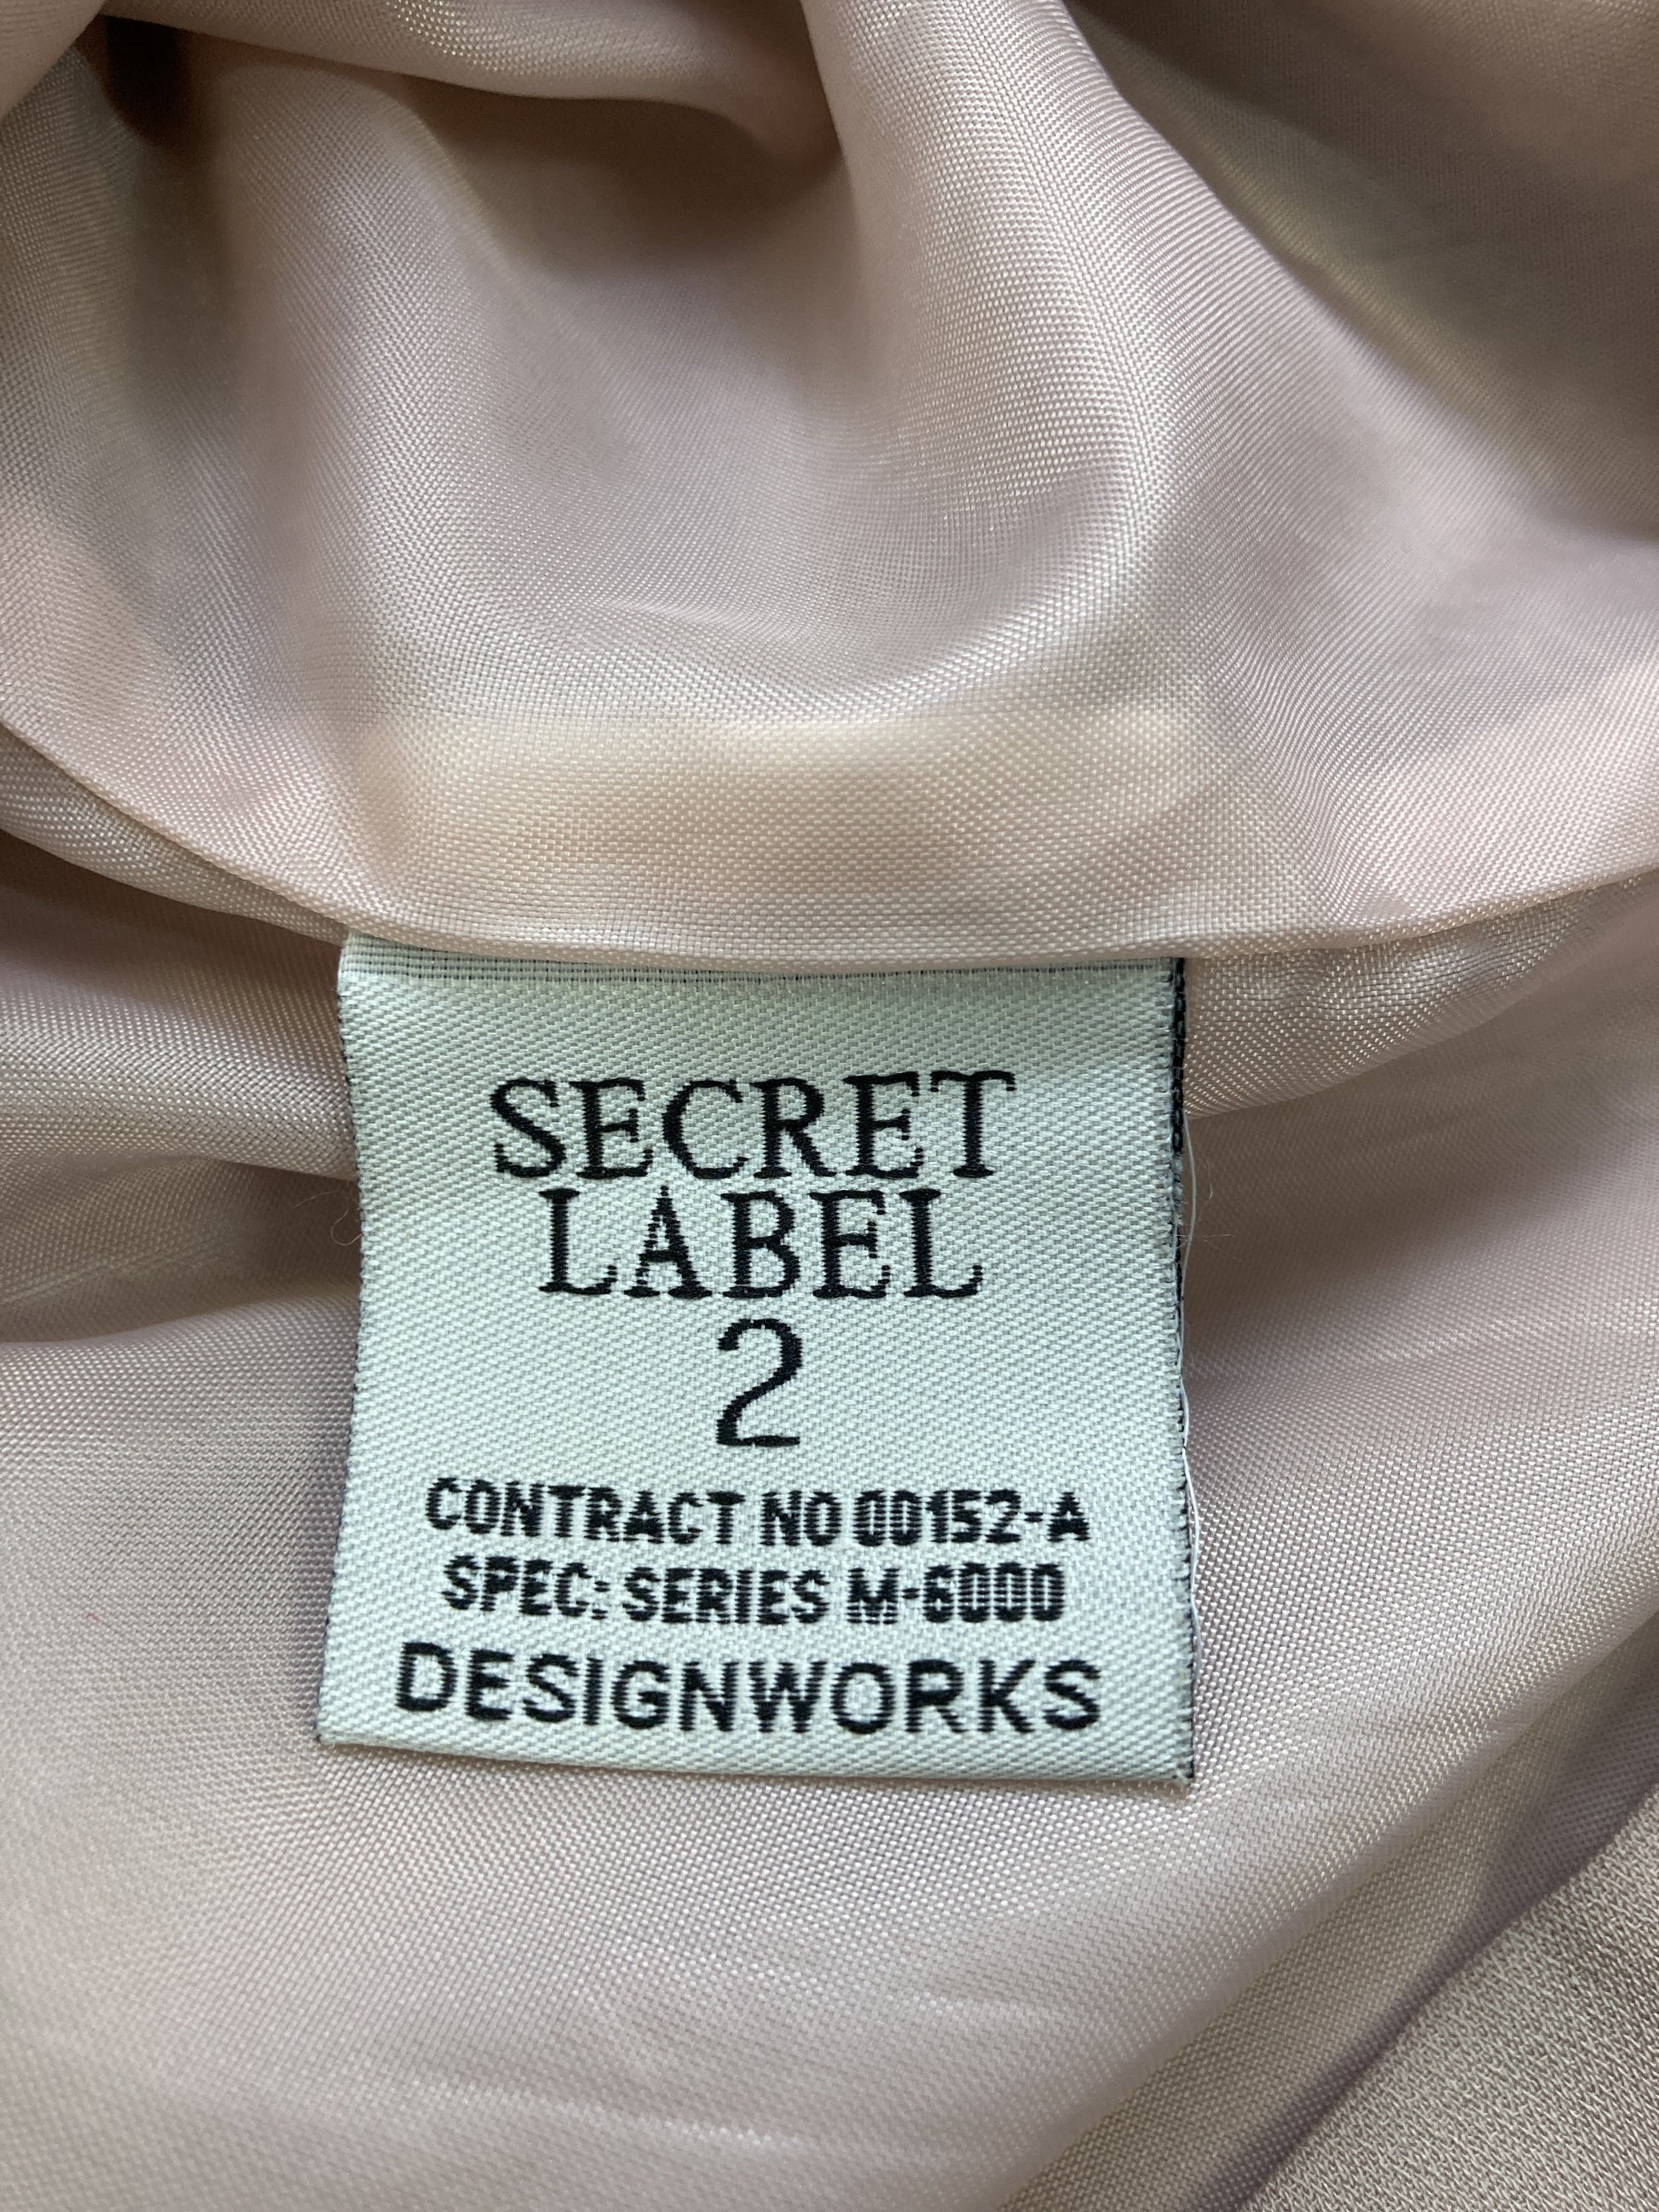 SECRET
LABEL
2
CONTRACT NO 00152-A
SPEC: SERIES M-6000
DESIGNWORKS